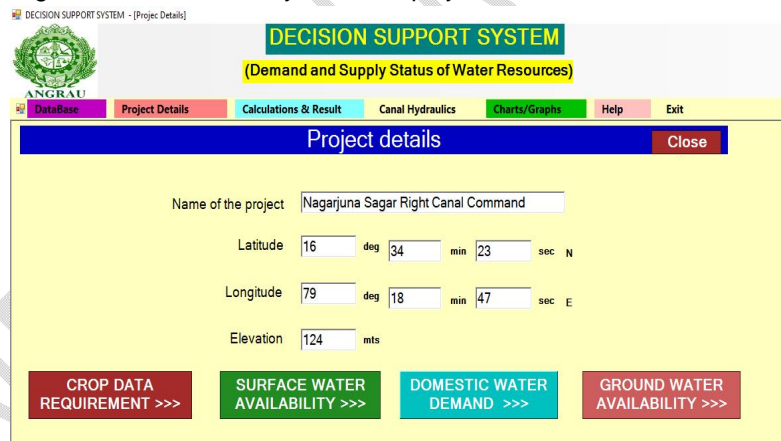 DECISION SUPPORT SYSTEM - [Projec Details]
DECISION SUPPORT SYSTEM
(Demand and Supply Status of Water Resources)
ANGRAU
DataBase Project Details Calculations & Result Canal Hydraulics Charts/Graphs Help Exit
Project details Close
Name of the project Nagarjuna Sagar Right Canal Command
Latitude 16 deg 34 min 23 sec N
Longitude 79 deg 18 min 47 sec E
Elevation 124 mts
CROP DATA REQUIREMENT >>>
SURFACE WATER AVAILABILITY >>>
DOMESTIC WATER DEMAND >>>
GROUND WATER AVAILABILITY >>>